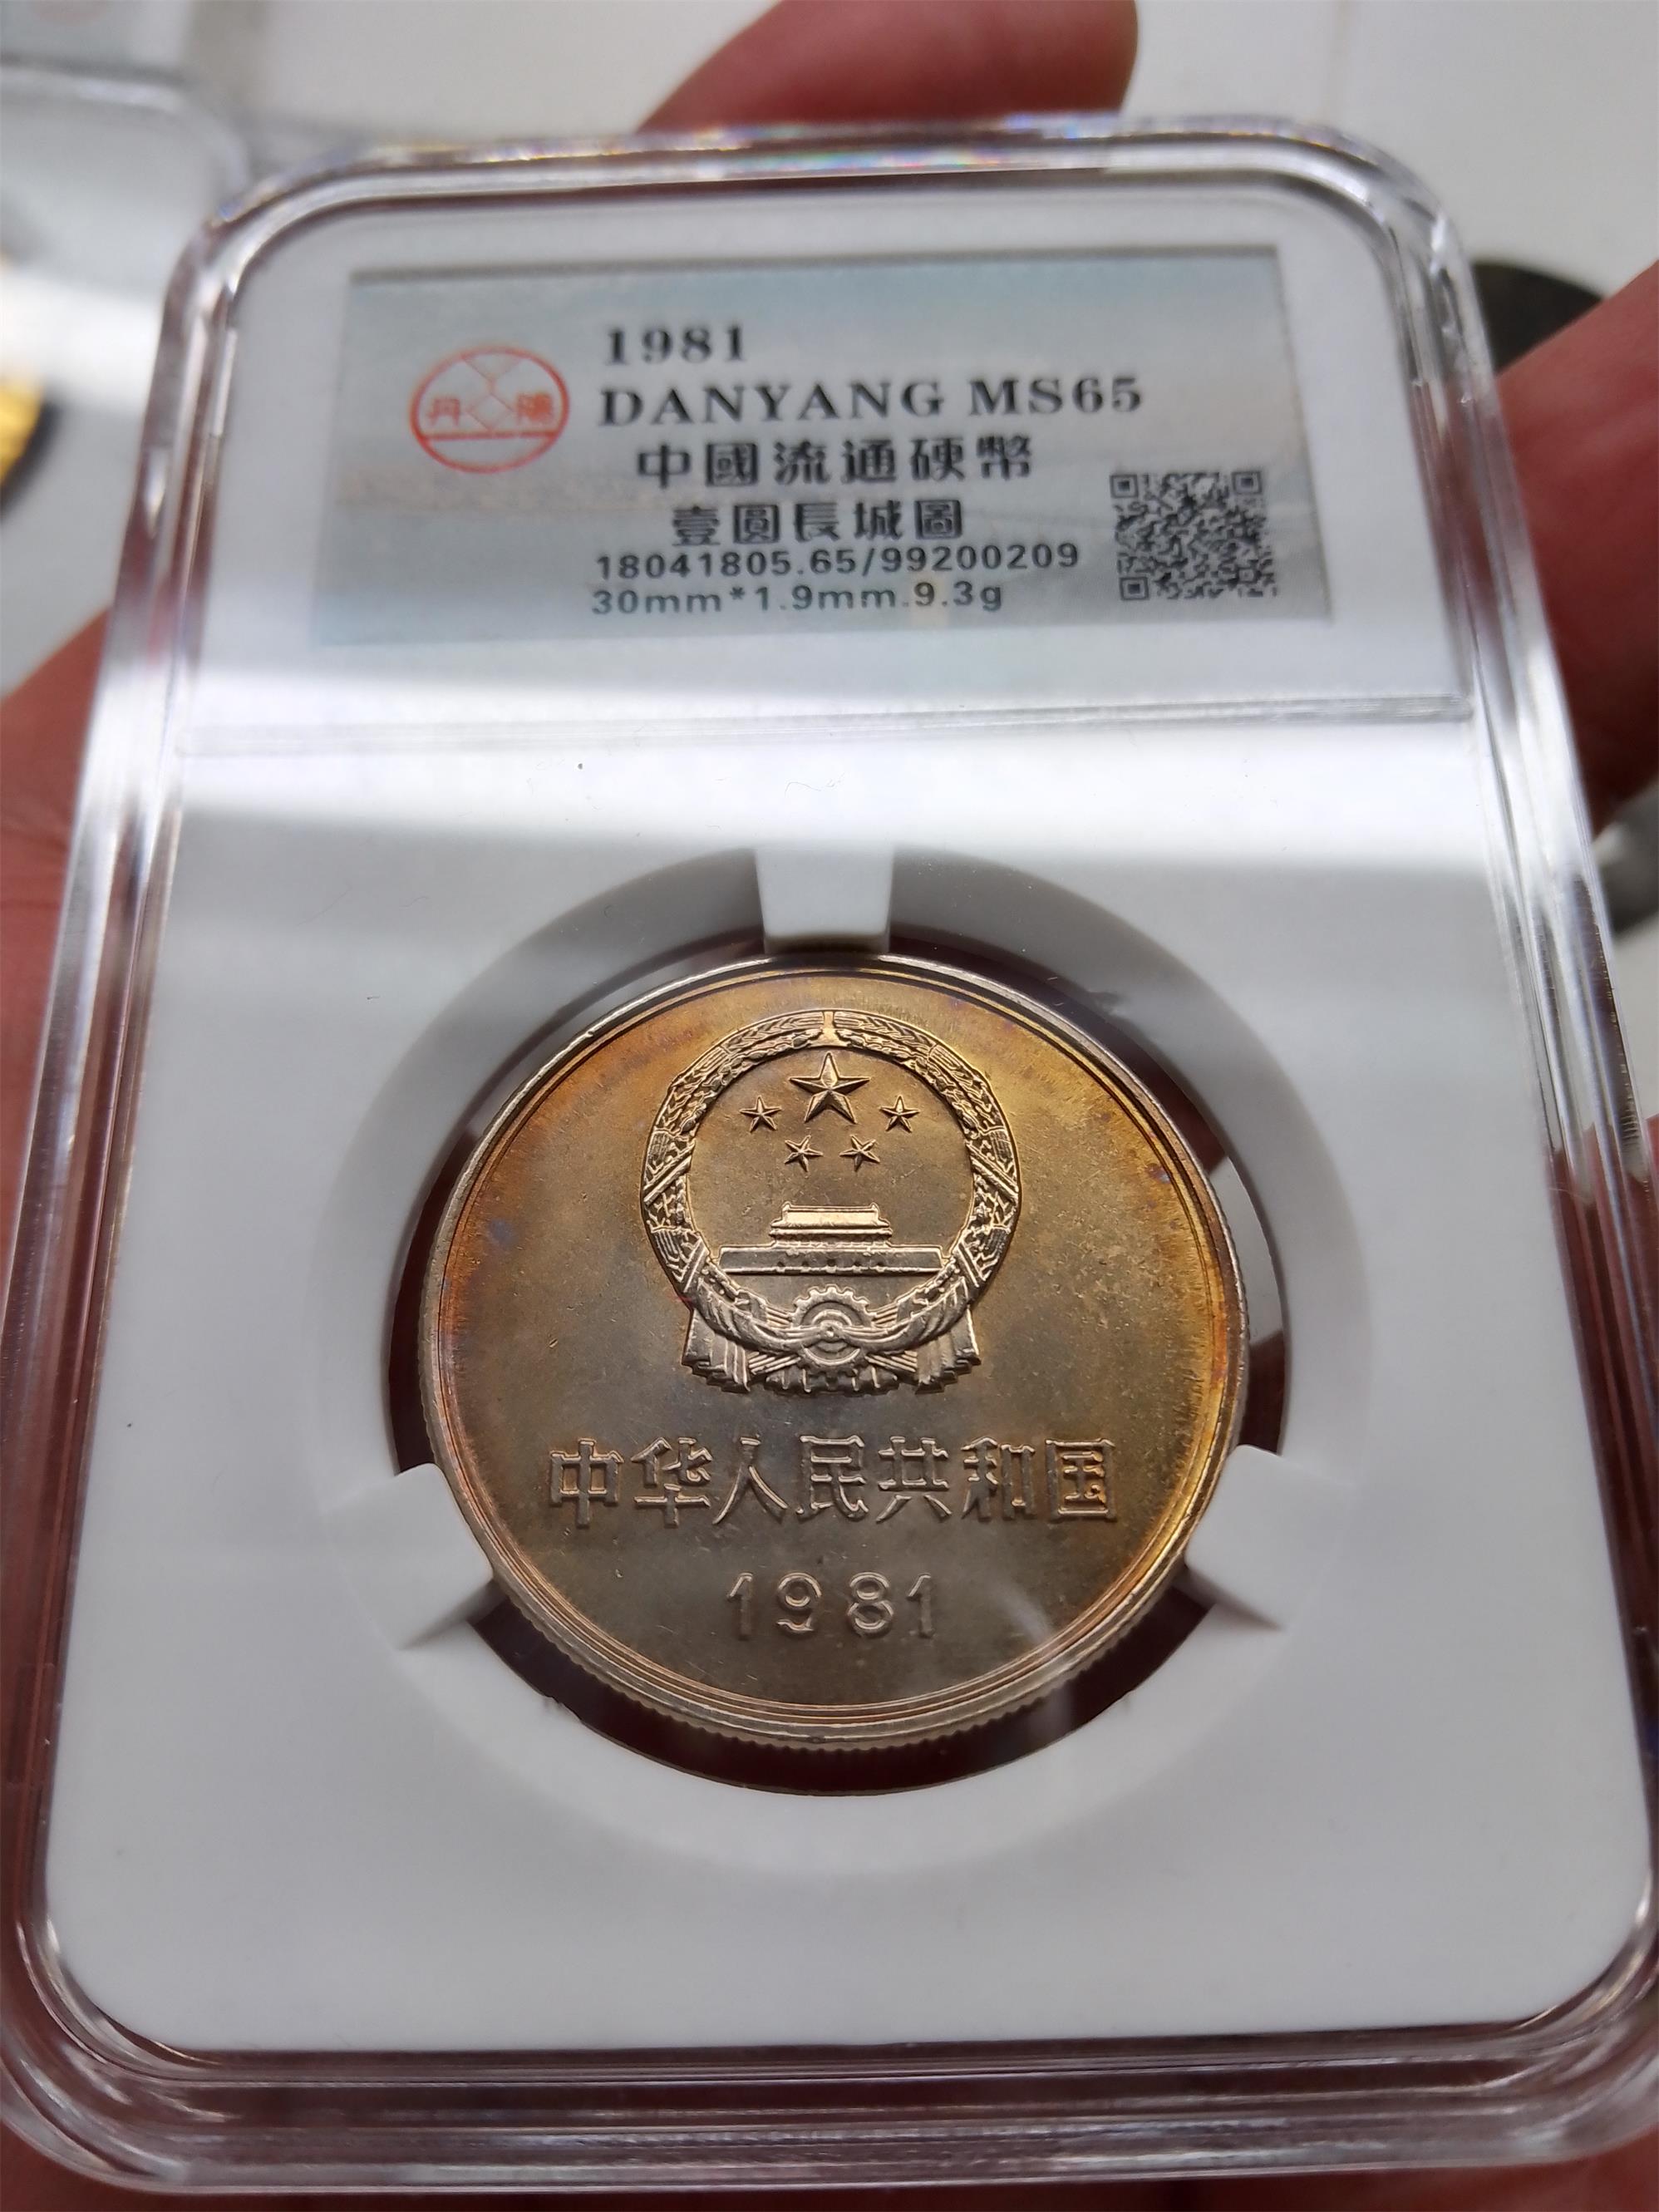 1981
丹陽
DANYANG MS65
中國流通硬幣
壹圓長城圖
18041805.65/99200209
30mm*1.9mm.9.3g
中华人民共和国
1981